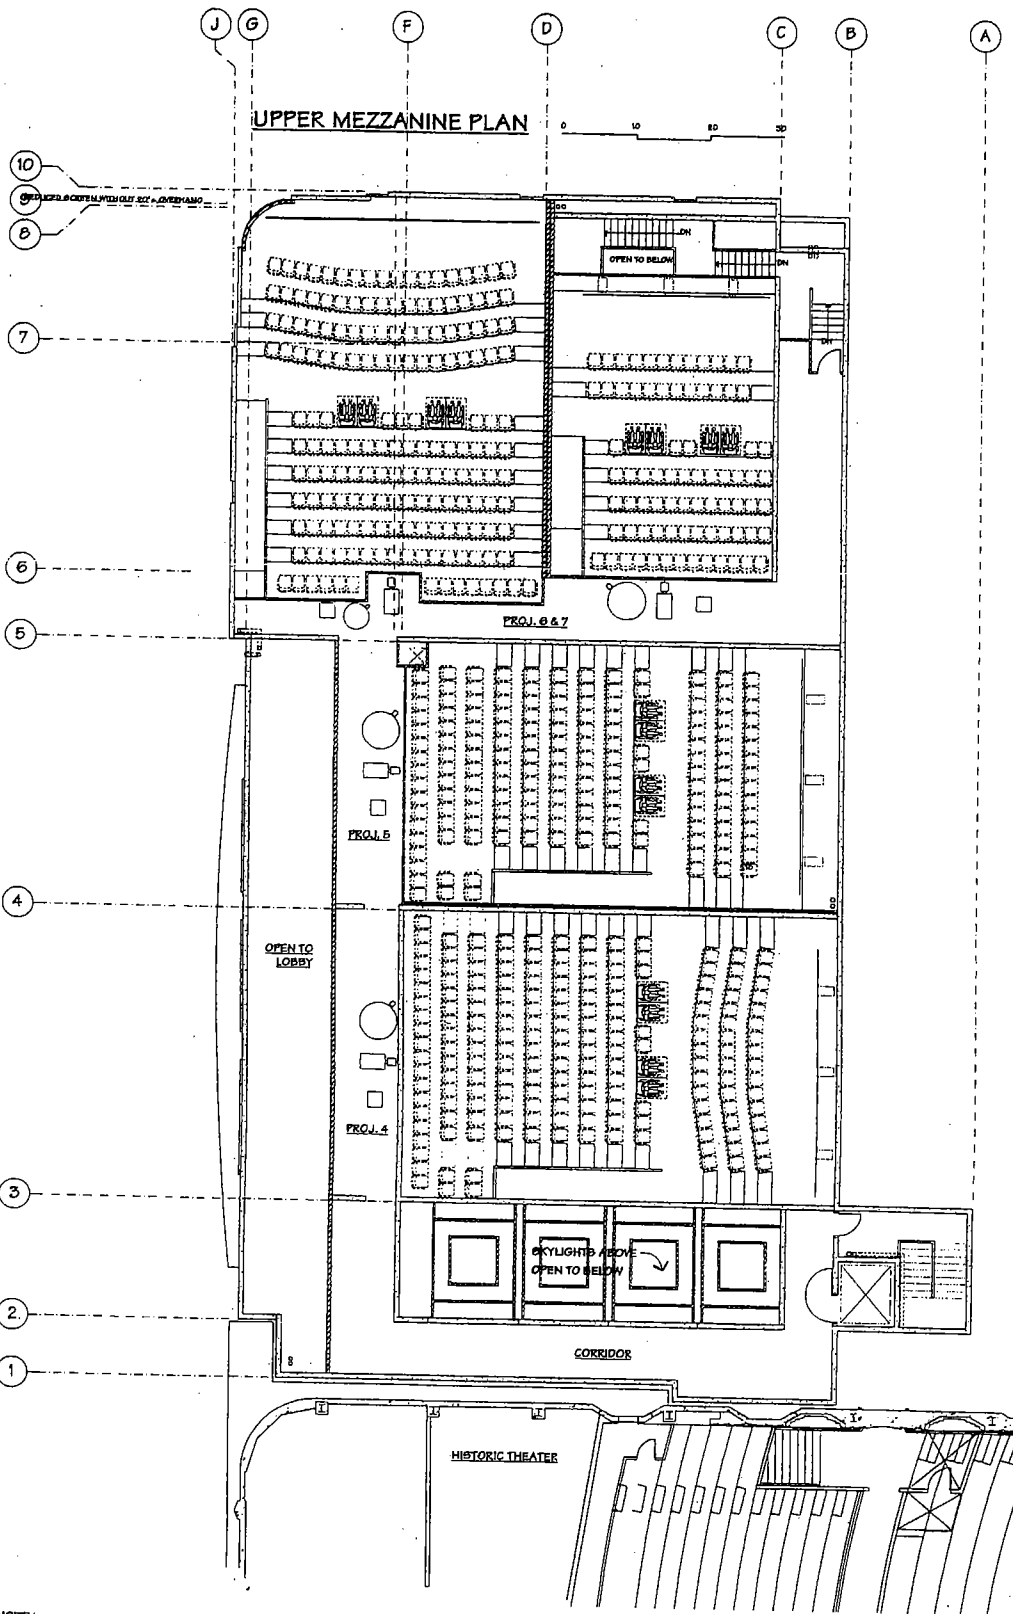 J G F D C B A
UPPER MEZZANINE PLAN
0 10 20 30
10
8
DN
OPEN TO BELOW
DN
7
DN
6
PROJ. 6 & 7
5
PROJ. 5
4
OPEN TO
LOBBY
PROJ. 4
3
SKYLIGHTS ABOVE
OPEN TO BELOW
2
CORRIDOR
1
I I I I I I
HISTORIC THEATER